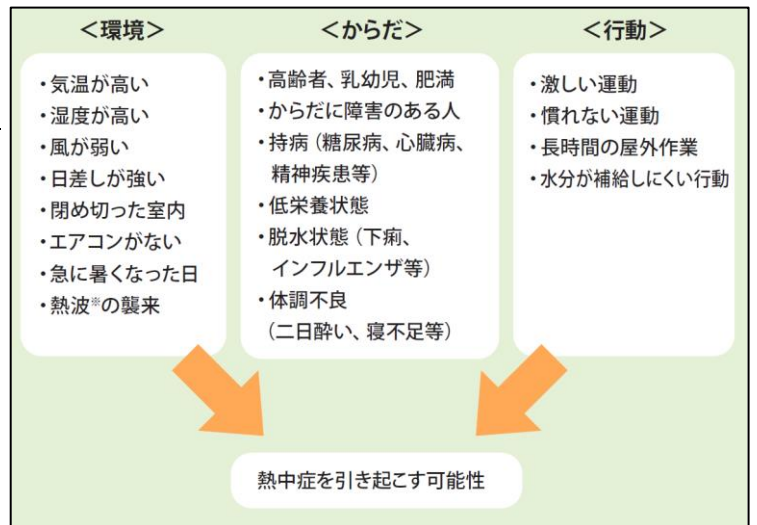 ＜環境＞
・気温が高い
・湿度が高い
・風が弱い
・日差しが強い
・閉め切った室内
・エアコンがない
・急に暑くなった日
・熱波※の襲来
＜からだ＞
・高齢者、乳幼児、肥満
・からだに障害のある人
・持病（糖尿病、心臓病、
精神疾患等）
・低栄養状態
・脱水状態（下痢、
インフルエンザ等）
・体調不良
（二日酔い、寝不足等）
＜行動＞
・激しい運動
・慣れない運動
・長時間の屋外作業
・水分が補給しにくい行動
熱中症を引き起こす可能性